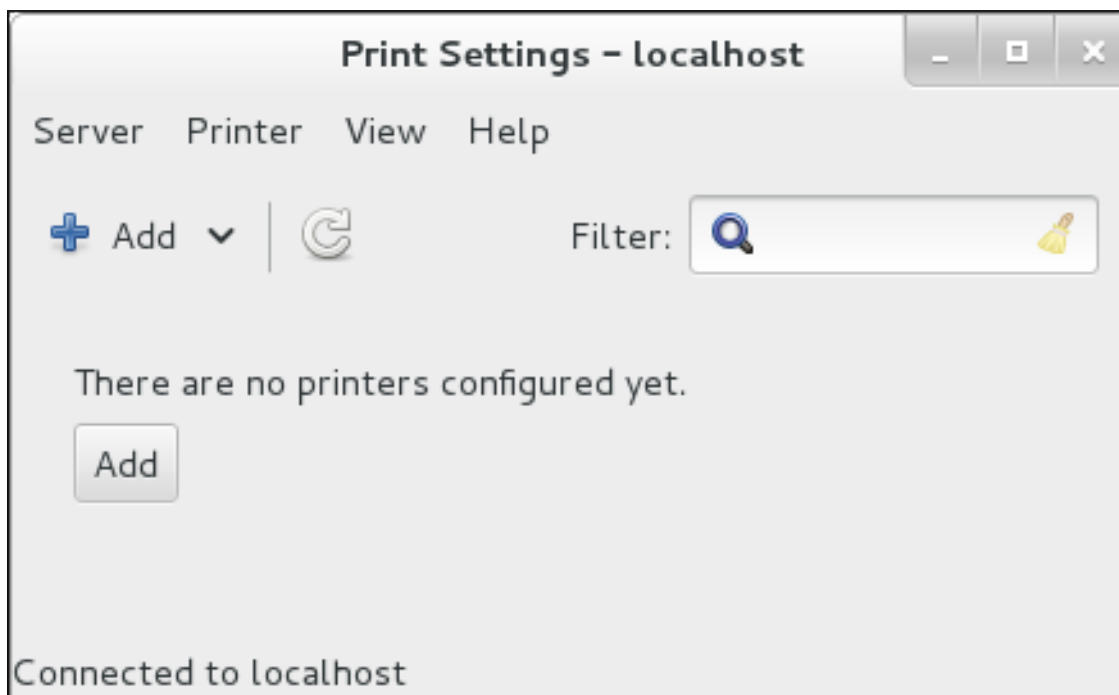 Print Settings - localhost
Server Printer View Help
Add Filter:
There are no printers configured yet.
Add
Connected to localhost